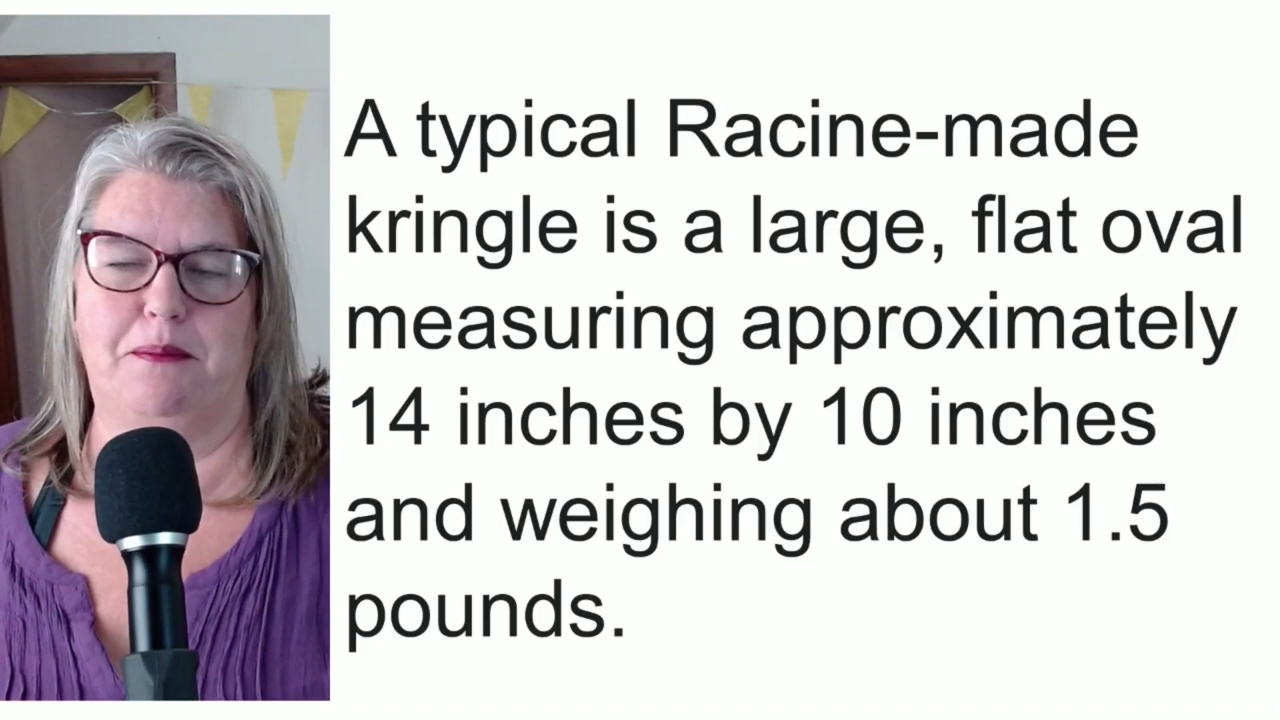 A typical Racine-made
kringle is a large, flat oval
measuring approximately
14 inches by 10 inches
and weighing about 1.5
pounds.